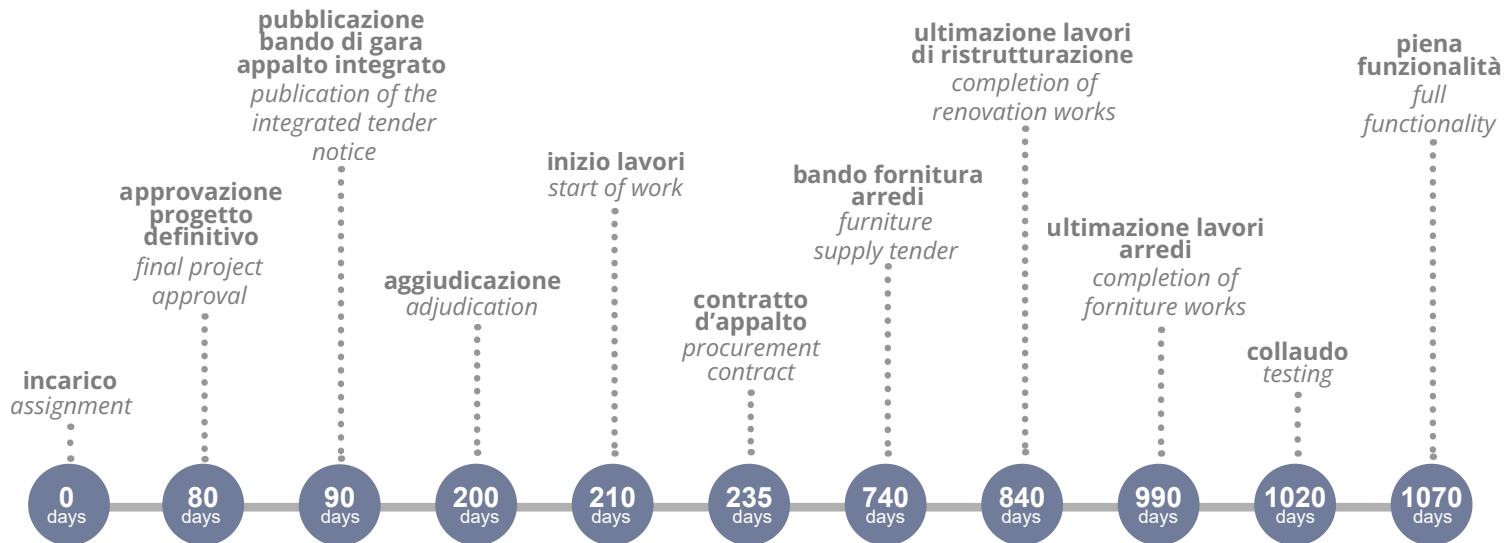 incarico
assignment
0
days
approvazione
progetto
definitivo
final project
approval
80
days
pubblicazione
bando di gara
appalto integrato
publication of the
integrated tender
notice
90
days
aggiudicazione
adjudication
200
days
inizio lavori
start of work
210
days
contratto
d’appalto
procurement
contract
235
days
bando fornitura
arredi
furniture
supply tender
740
days
ultimazione lavori
di ristrutturazione
completion of
renovation works
840
days
ultimazione lavori
arredi
completion of
forniture works
990
days
collaudo
testing
1020
days
piena
funzionalità
full
functionality
1070
days